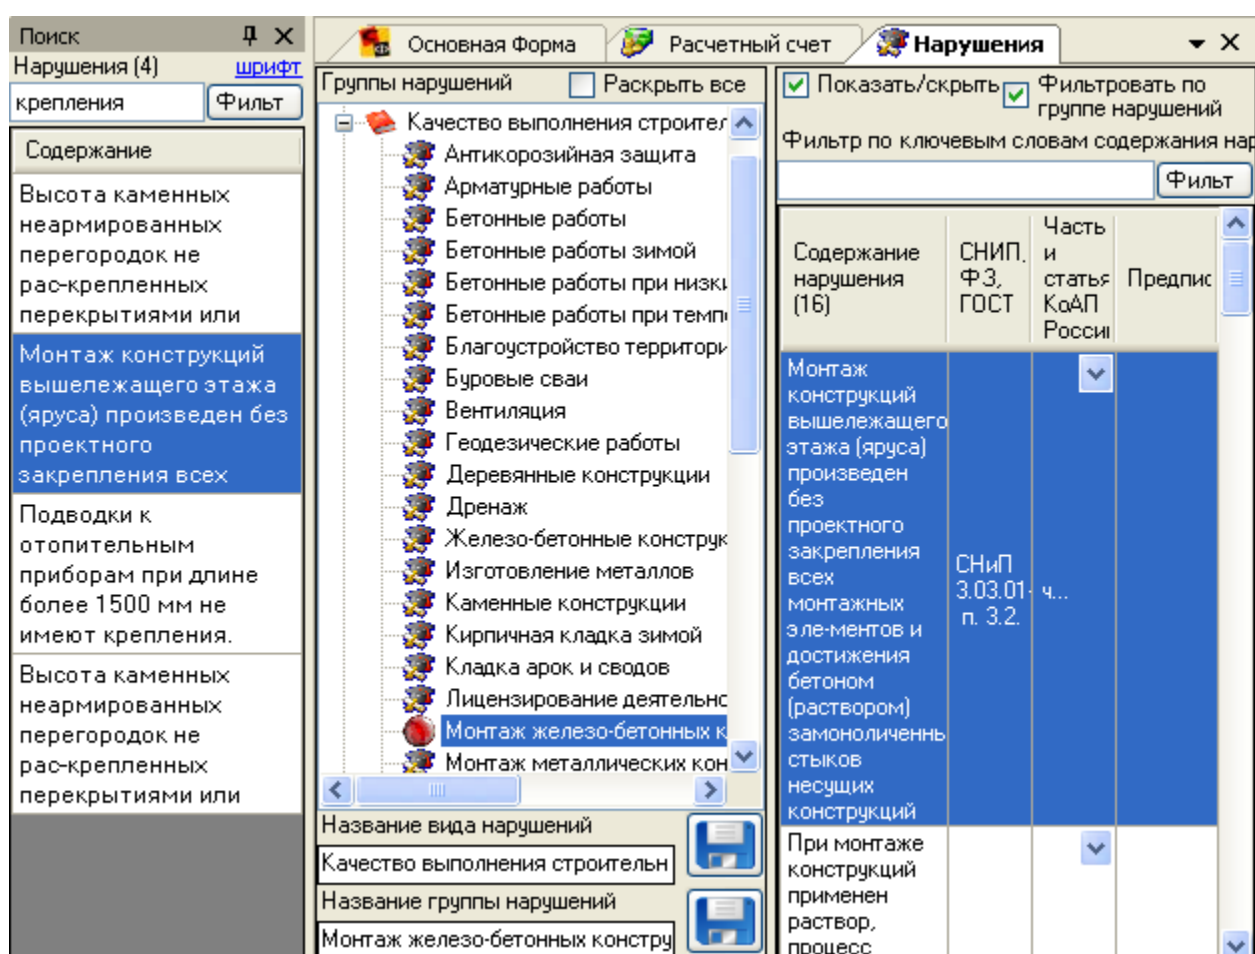 Поиск
Нарушения (4) шрифт
крепления Фильт
Содержание
Высота каменных
неармированных
перегородок не
рас-крепленных
перекрытиями или
Монтаж конструкций
вышележащего этажа
(яруса) произведен без
проектного
закрепления всех
Подводки к
отопительным
приборам при длине
более 1500 мм не
имеют крепления.
Высота каменных
неармированных
перегородок не
рас-крепленных
перекрытиями или
Основная Форма Расчетный счет Нарушения
Группы нарушений Раскрыть все
Качество выполнения строител
Антикорозийная защита
Арматурные работы
Бетонные работы
Бетонные работы зимой
Бетонные работы при низки
Бетонные работы при темп
Благоустройство территори
Буровые сваи
Вентиляция
Геодезические работы
Деревянные конструкции
Дренаж
Железо-бетонные конструк
Изготовление металлов
Каменные конструкции
Кирпичная кладка зимой
Кладка арок и сводов
Лицензирование деятельно
Монтаж железо-бетонных к
Монтаж металлических кон
Название вида нарушений
Качество выполнения строительн
Название группы нарушений
Монтаж железо-бетонных констру
Показать/скрыть
Фильтровать по
группе нарушений
Фильтр по ключевым словам содержания нар
Фильт
Содержание
нарушения
(16)
СНИП,
ФЗ,
ГОСТ
Часть
и
статья
КоАП
России
Предпис
Монтаж
конструкций
вышележащего
этажа (яруса)
произведен
без
проектного
закрепления
всех
монтажных
эле-ментов и
достижения
бетоном
(раствором)
замоноличеннь
стыков
несущих
конструкций
СНиП
3.03.01-
п. 3.2.
ч...
При монтаже
конструкций
применен
раствор,
процесс